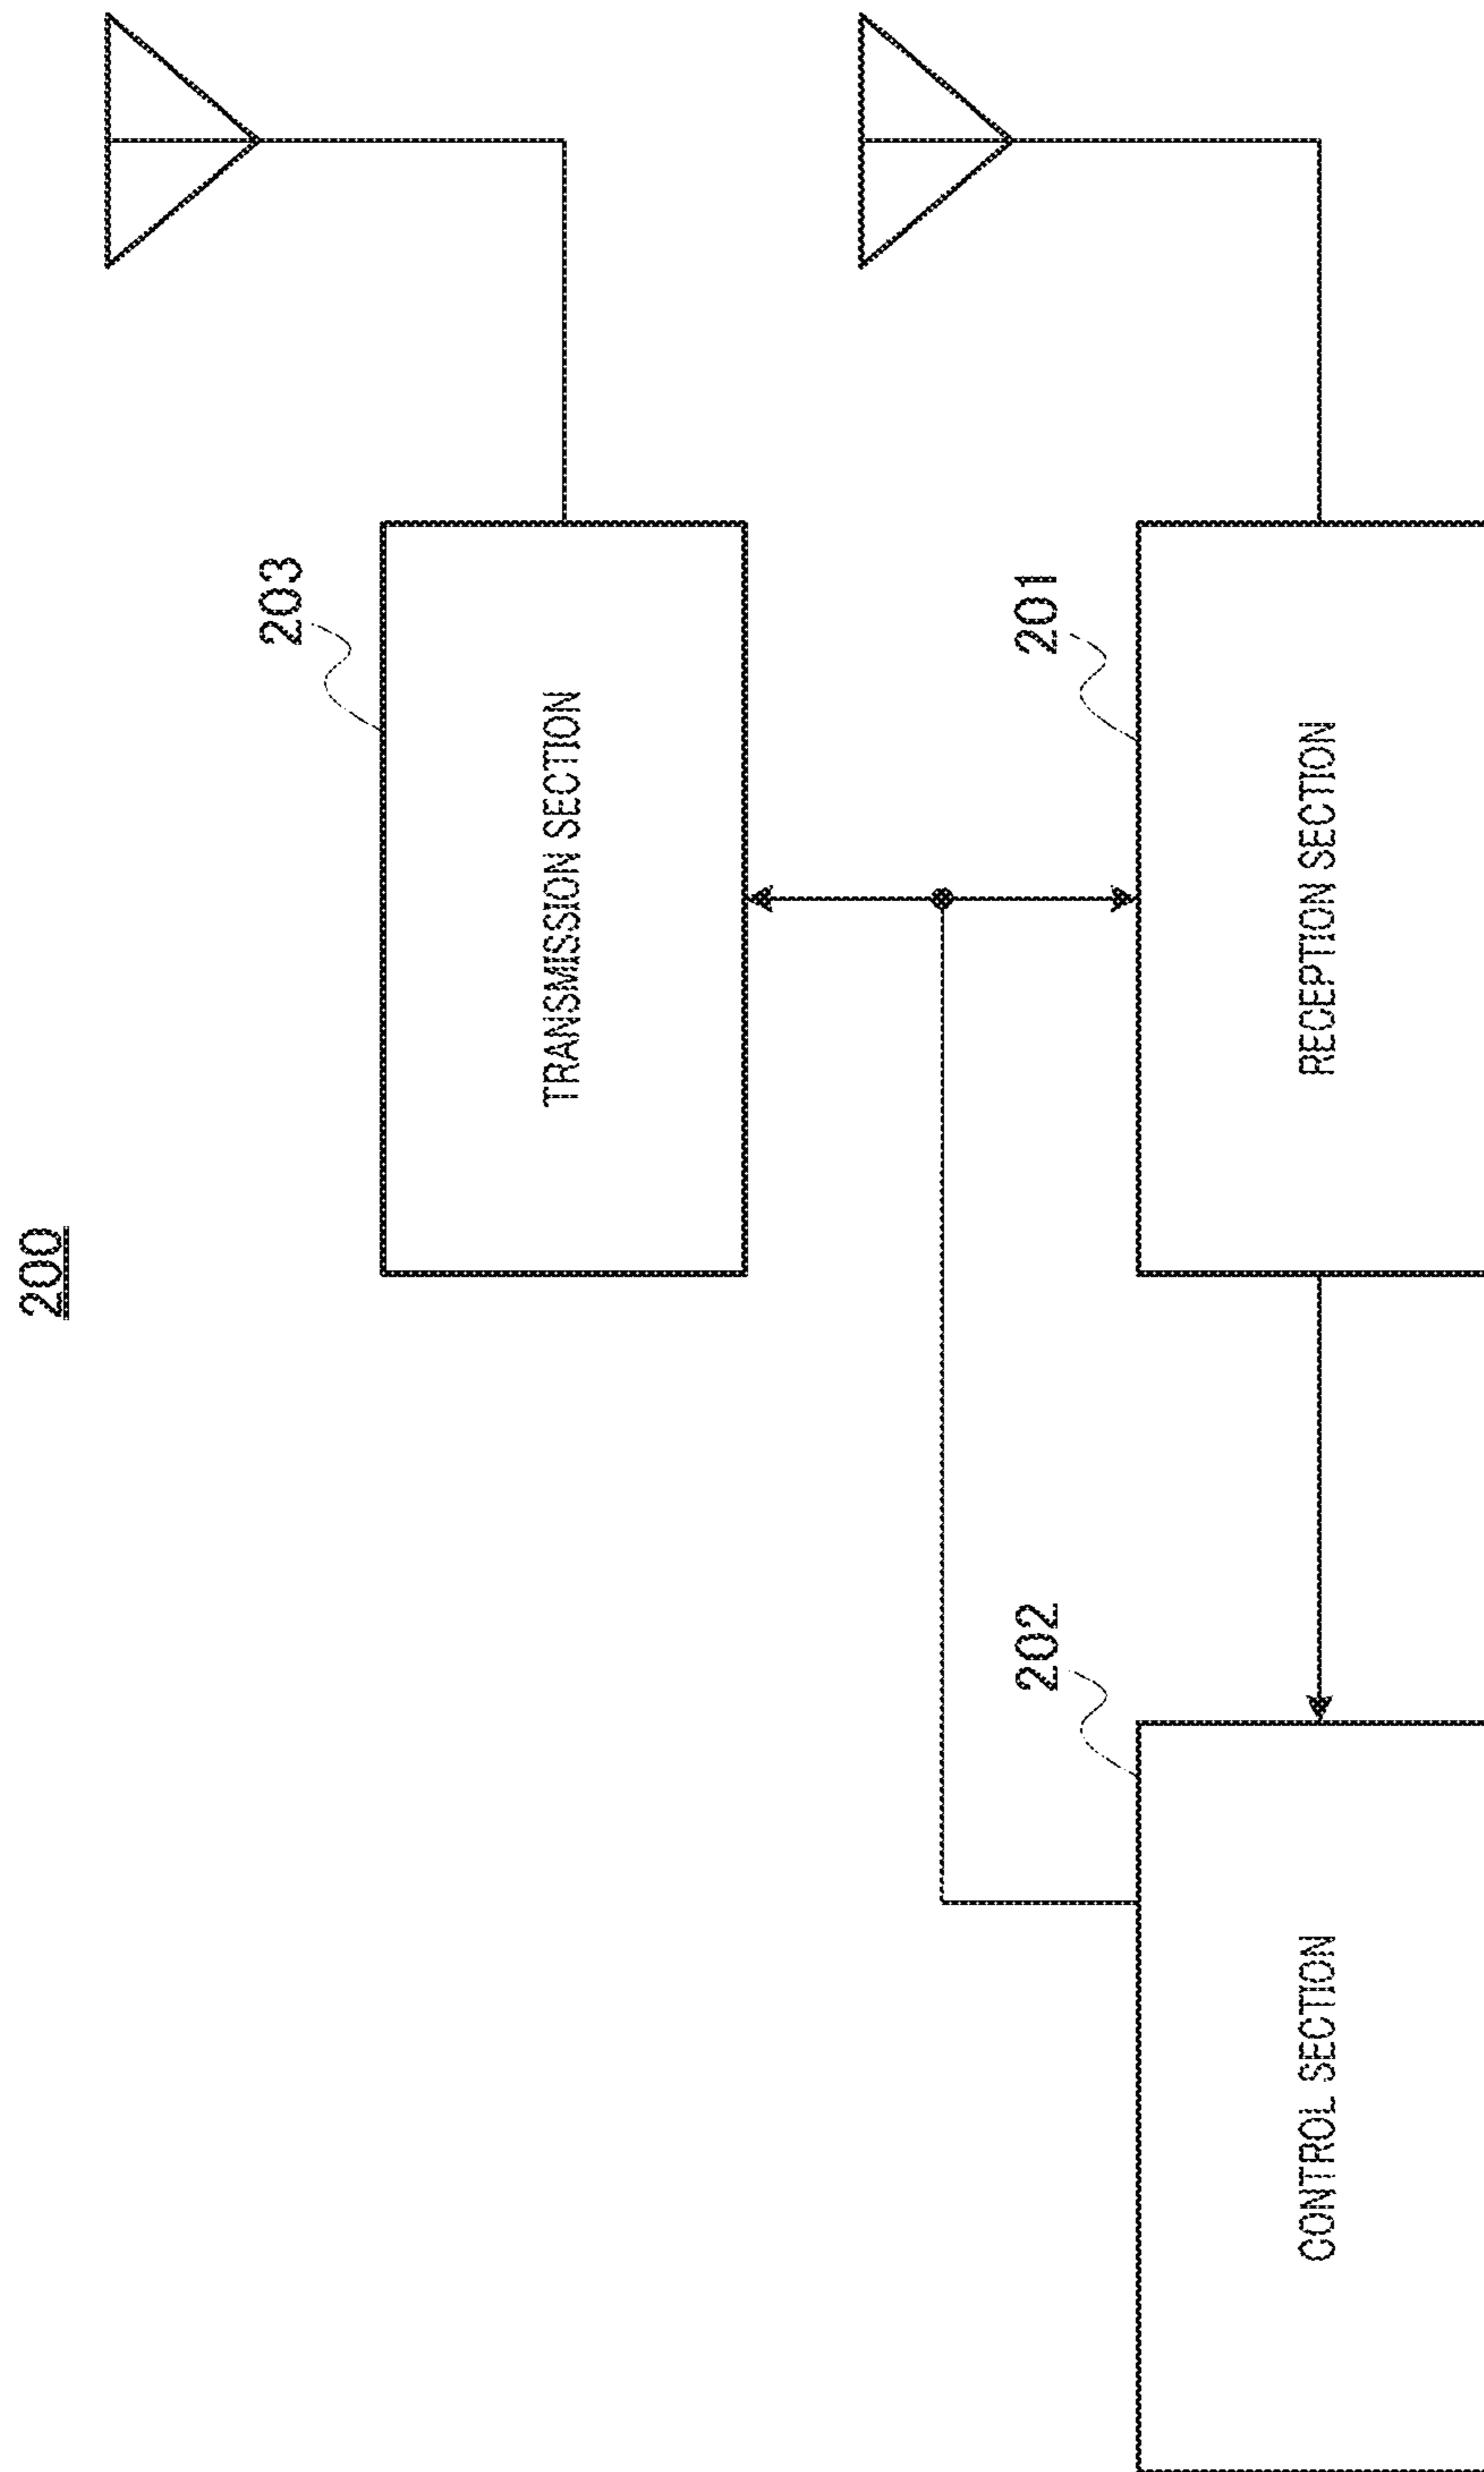 200
203
TRANSMISSION SECTION
202
201
CONTROL SECTION
RECEPTION SECTION